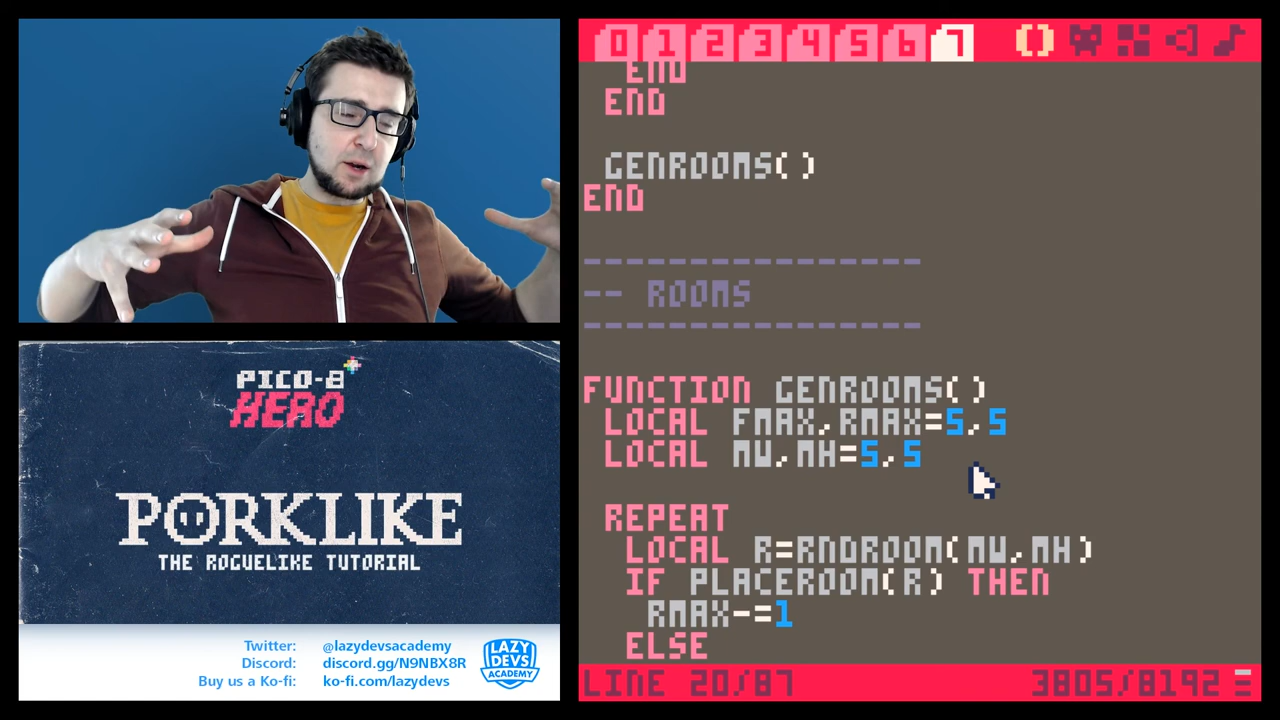 0 1 2 3 4 5 6 7
END
END
GENROOMS()
END
----------------
-- ROOMS
----------------
FUNCTION GENROOMS()
LOCAL FMAX,RMAX=5,5
LOCAL MW,MH=5,5
REPEAT
LOCAL R=RNDROOM(MW,MH)
IF PLACEROOM(R) THEN
RMAX-=1
ELSE
LINE 20/87 3805/8192
PICO-8
HERO
PORKLIKE
THE ROGUELIKE TUTORIAL
Twitter: @lazydevsacademy
Discord: discord.gg/N9NBX8R
Buy us a Ko-fi: ko-fi.com/lazydevs
LAZY
DEVS
ACADEMY